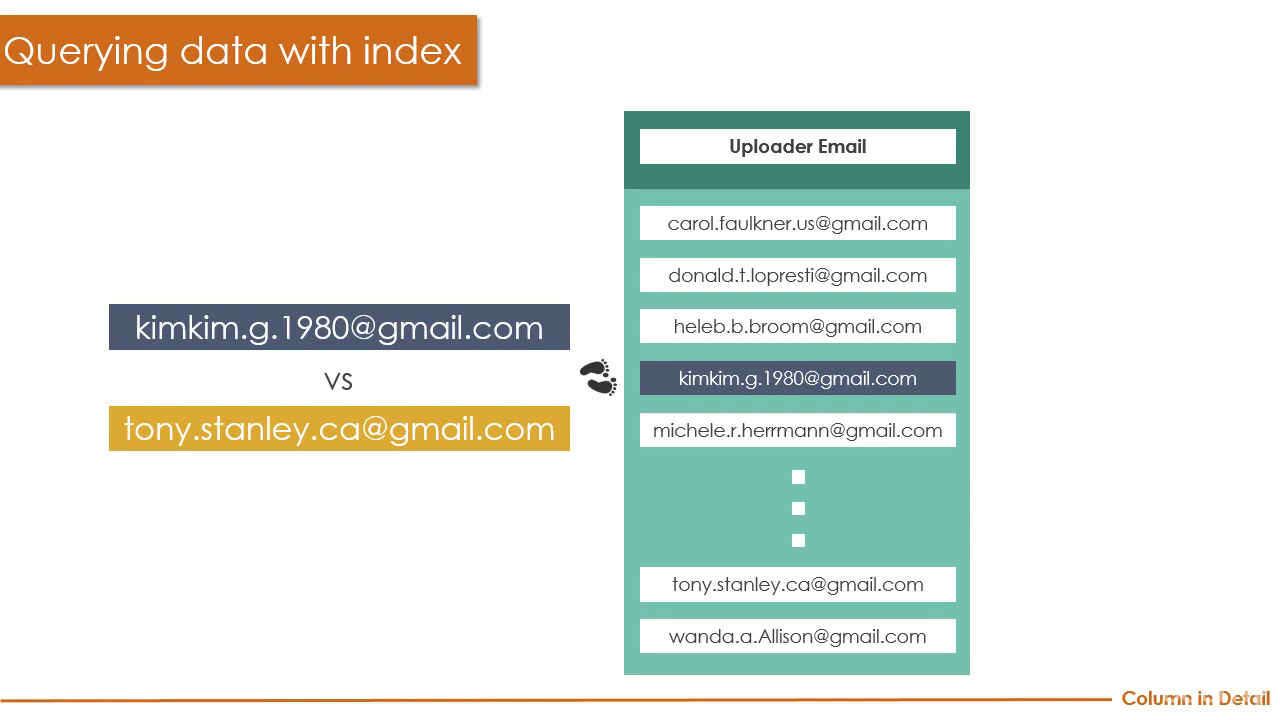 Querying data with index
Uploader Email
carol.faulkner.us@gmail.com
donald.t.lopresti@gmail.com
heleb.b.broom@gmail.com
kimkim.g.1980@gmail.com
michele.r.herrmann@gmail.com
tony.stanley.ca@gmail.com
wanda.a.Allison@gmail.com
kimkim.g.1980@gmail.com
vs
tony.stanley.ca@gmail.com
Column in Detail